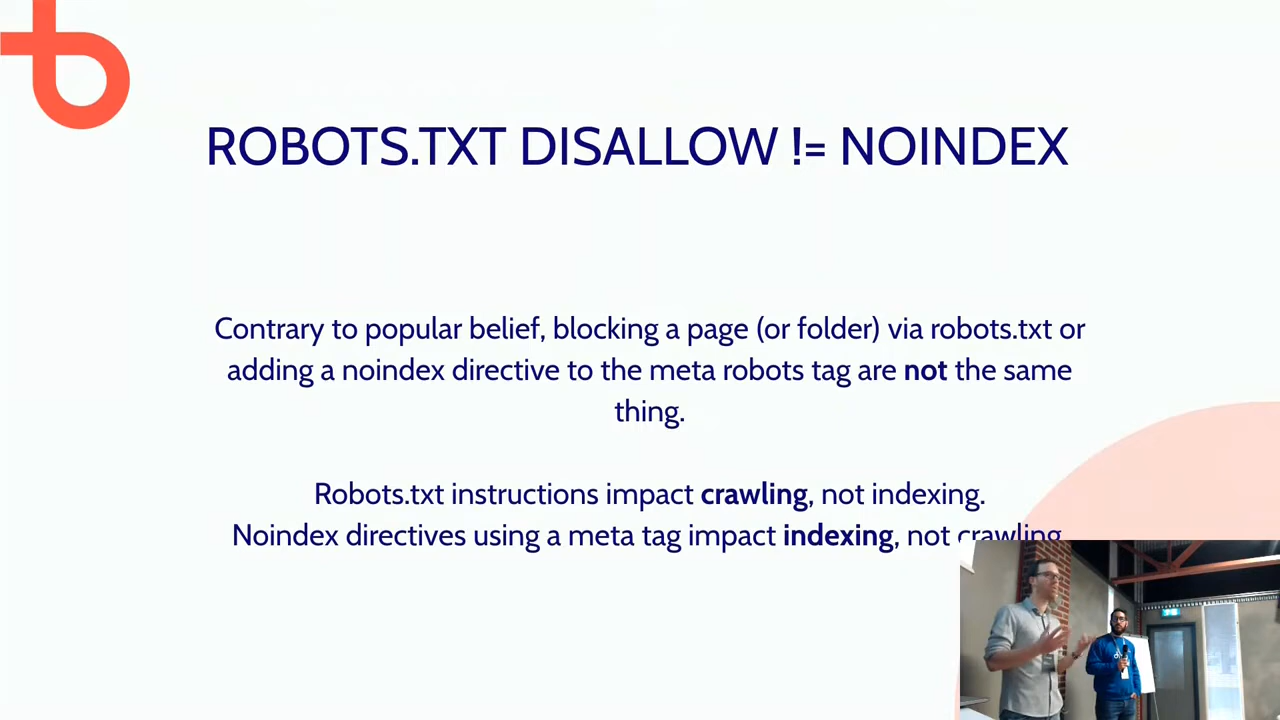 ROBOTS.TXT DISALLOW != NOINDEX
Contrary to popular belief, blocking a page (or folder) via robots.txt or
adding a noindex directive to the meta robots tag are not the same
thing.
Robots.txt instructions impact crawling, not indexing.
Noindex directives using a meta tag impact indexing, not crawling